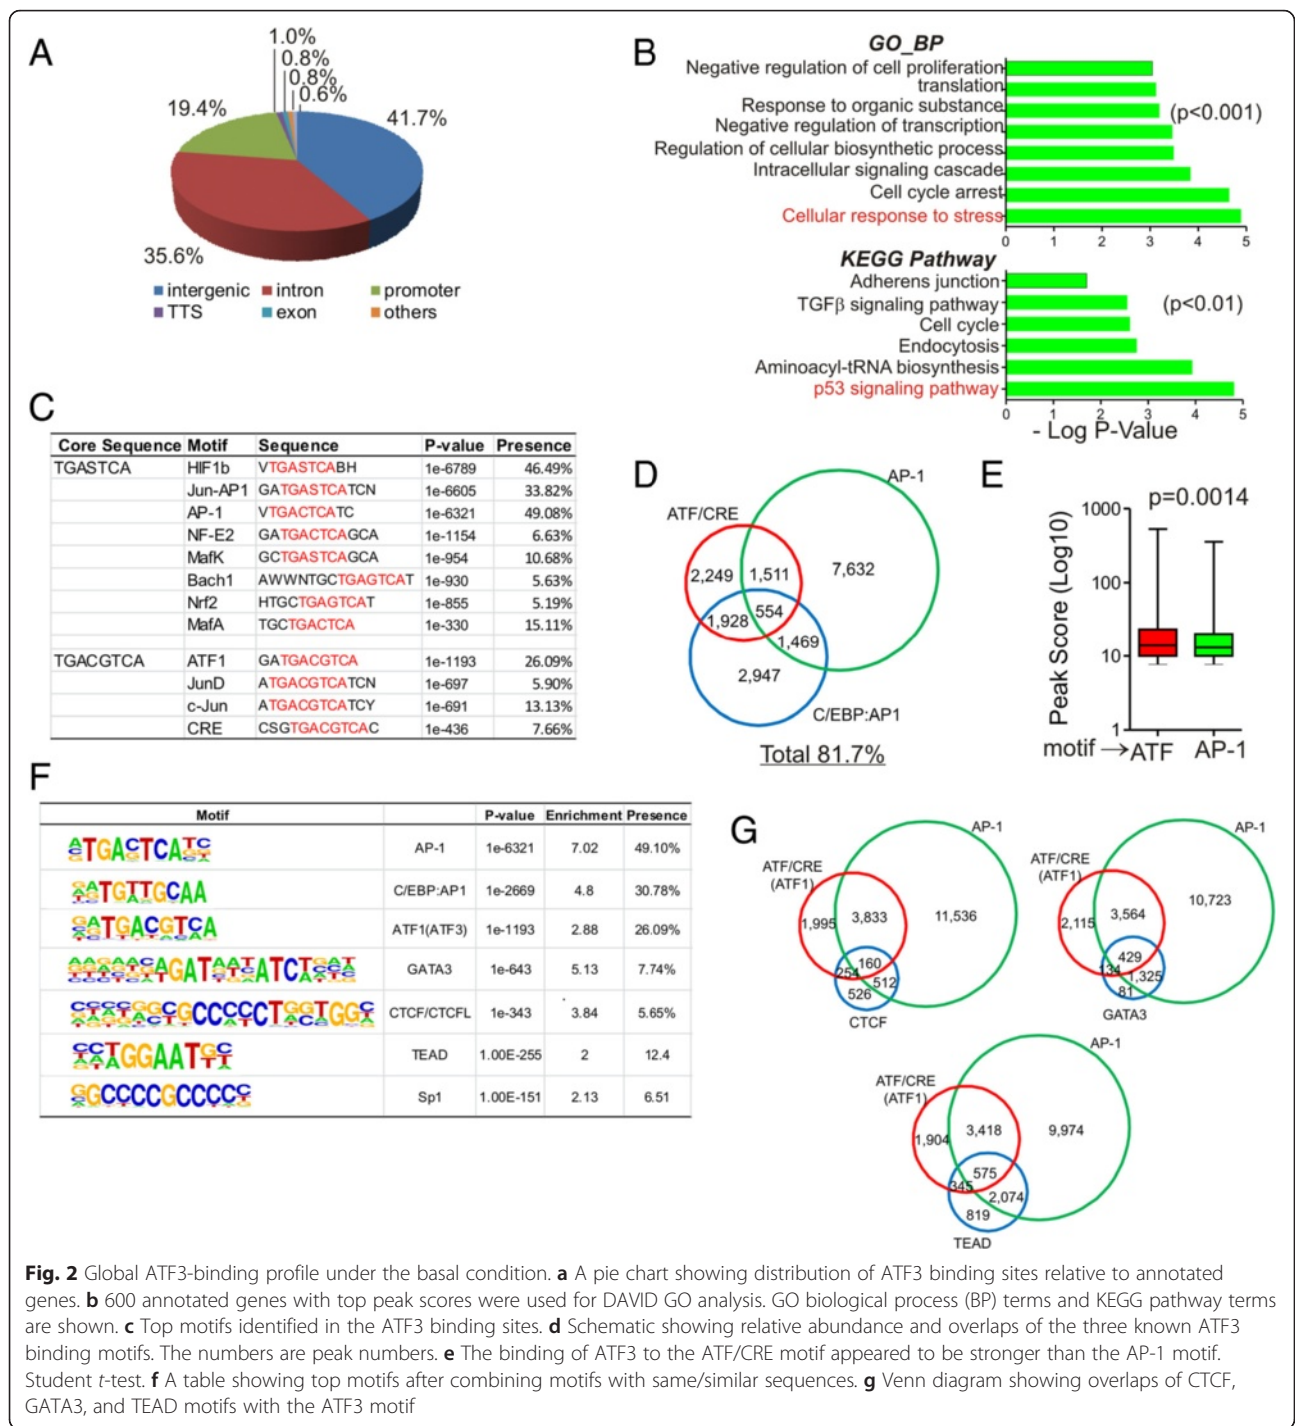 A
1.0%
0.8%
0.8%
0.6%
19.4%
41.7%
35.6%
intergenic intron promoter
TTS exon others
B
GO_BP
Negative regulation of cell proliferation
translation
Response to organic substance
(p<0.001)
Negative regulation of transcription
Regulation of cellular biosynthetic process
Intracellular signaling cascade
Cell cycle arrest
Cellular response to stress
0 1 2 3 4 5
KEGG Pathway
Adherens junction
TGFβ signaling pathway
(p<0.01)
Cell cycle
Endocytosis
Aminoacyl-tRNA biosynthesis
p53 signaling pathway
0 1 2 3 4 5
- Log P-Value
C
Core Sequence Motif Sequence P-value Presence
TGASTCA HIF1b VTGASTCABH 1e-6789 46.49%
Jun-AP1 GATGASTCATCN 1e-6605 33.82%
AP-1 VTGACTCATC 1e-6321 49.08%
NF-E2 GATGACTCAGCA 1e-1154 6.63%
MafK GCTGASTCAGCA 1e-954 10.68%
Bach1 AWWNTGCTGAGTCAT 1e-930 5.63%
Nrf2 HTGCTGAGTCAT 1e-855 5.19%
MafA TGCTGACTCA 1e-330 15.11%
TGACGTCA ATF1 GATGACGTCA 1e-1193 26.09%
JunD ATGACGTCATCN 1e-697 5.90%
c-Jun ATGACGTCATCY 1e-691 13.13%
CRE CSGTGACGTCAC 1e-436 7.66%
D
AP-1
ATF/CRE
2,249 1,511 7,632
554
1,928
1,469
2,947
C/EBP:AP1
Total 81.7%
E
p=0.0014
Peak Score (Log10)
1000
100
10
1
motif → ATF AP-1
F
Motif P-value Enrichment Presence
ATGACTCATC AP-1 1e-6321 7.02 49.10%
GATGTTGCAA C/EBP:AP1 1e-2669 4.8 30.78%
GATGACGTCA ATF1(ATF3) 1e-1193 2.88 26.09%
GATA3 1e-643 5.13 7.74%
CTCF/CTCFL 1e-343 3.84 5.65%
CCTGGAATGC TEAD 1.00E-255 2 12.4
GGCCCCGCCCCC Sp1 1.00E-151 2.13 6.51
G
AP-1
ATF/CRE
(ATF1)
1,995 3,833 11,536
160
254
512
526
CTCF
AP-1
ATF/CRE
(ATF1)
10,723
2,115 3,564
429
134 1,325
81
GATA3
AP-1
ATF/CRE
(ATF1)
1,904 3,418 9,974
575
345
2,074
819
TEAD
Fig. 2 Global ATF3-binding profile under the basal condition. a A pie chart showing distribution of ATF3 binding sites relative to annotated
genes. b 600 annotated genes with top peak scores were used for DAVID GO analysis. GO biological process (BP) terms and KEGG pathway terms
are shown. c Top motifs identified in the ATF3 binding sites. d Schematic showing relative abundance and overlaps of the three known ATF3
binding motifs. The numbers are peak numbers. e The binding of ATF3 to the ATF/CRE motif appeared to be stronger than the AP-1 motif.
Student t-test. f A table showing top motifs after combining motifs with same/similar sequences. g Venn diagram showing overlaps of CTCF,
GATA3, and TEAD motifs with the ATF3 motif